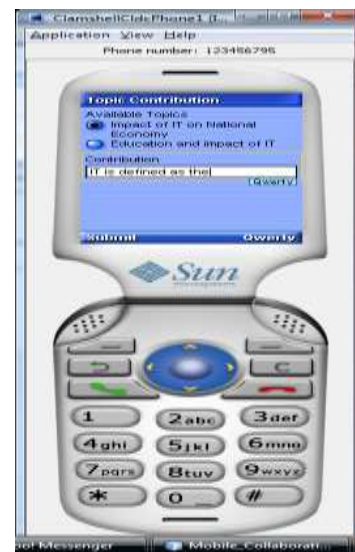 ClamshellCldcPhone1
Application View Help
Phone number: 123456795
Topic Contribution
Available Topics
Impact of IT on National
Economy
Education and impact of IT
Contribution
IT is defined as the
Qwerty
Submit Qwerty
Sun
C
1 2abc 3def
4ghi 5jkl 6mno
7pqrs 8tuv 9wxyz
* 0 #
Messenger Mobile_Collaborati...